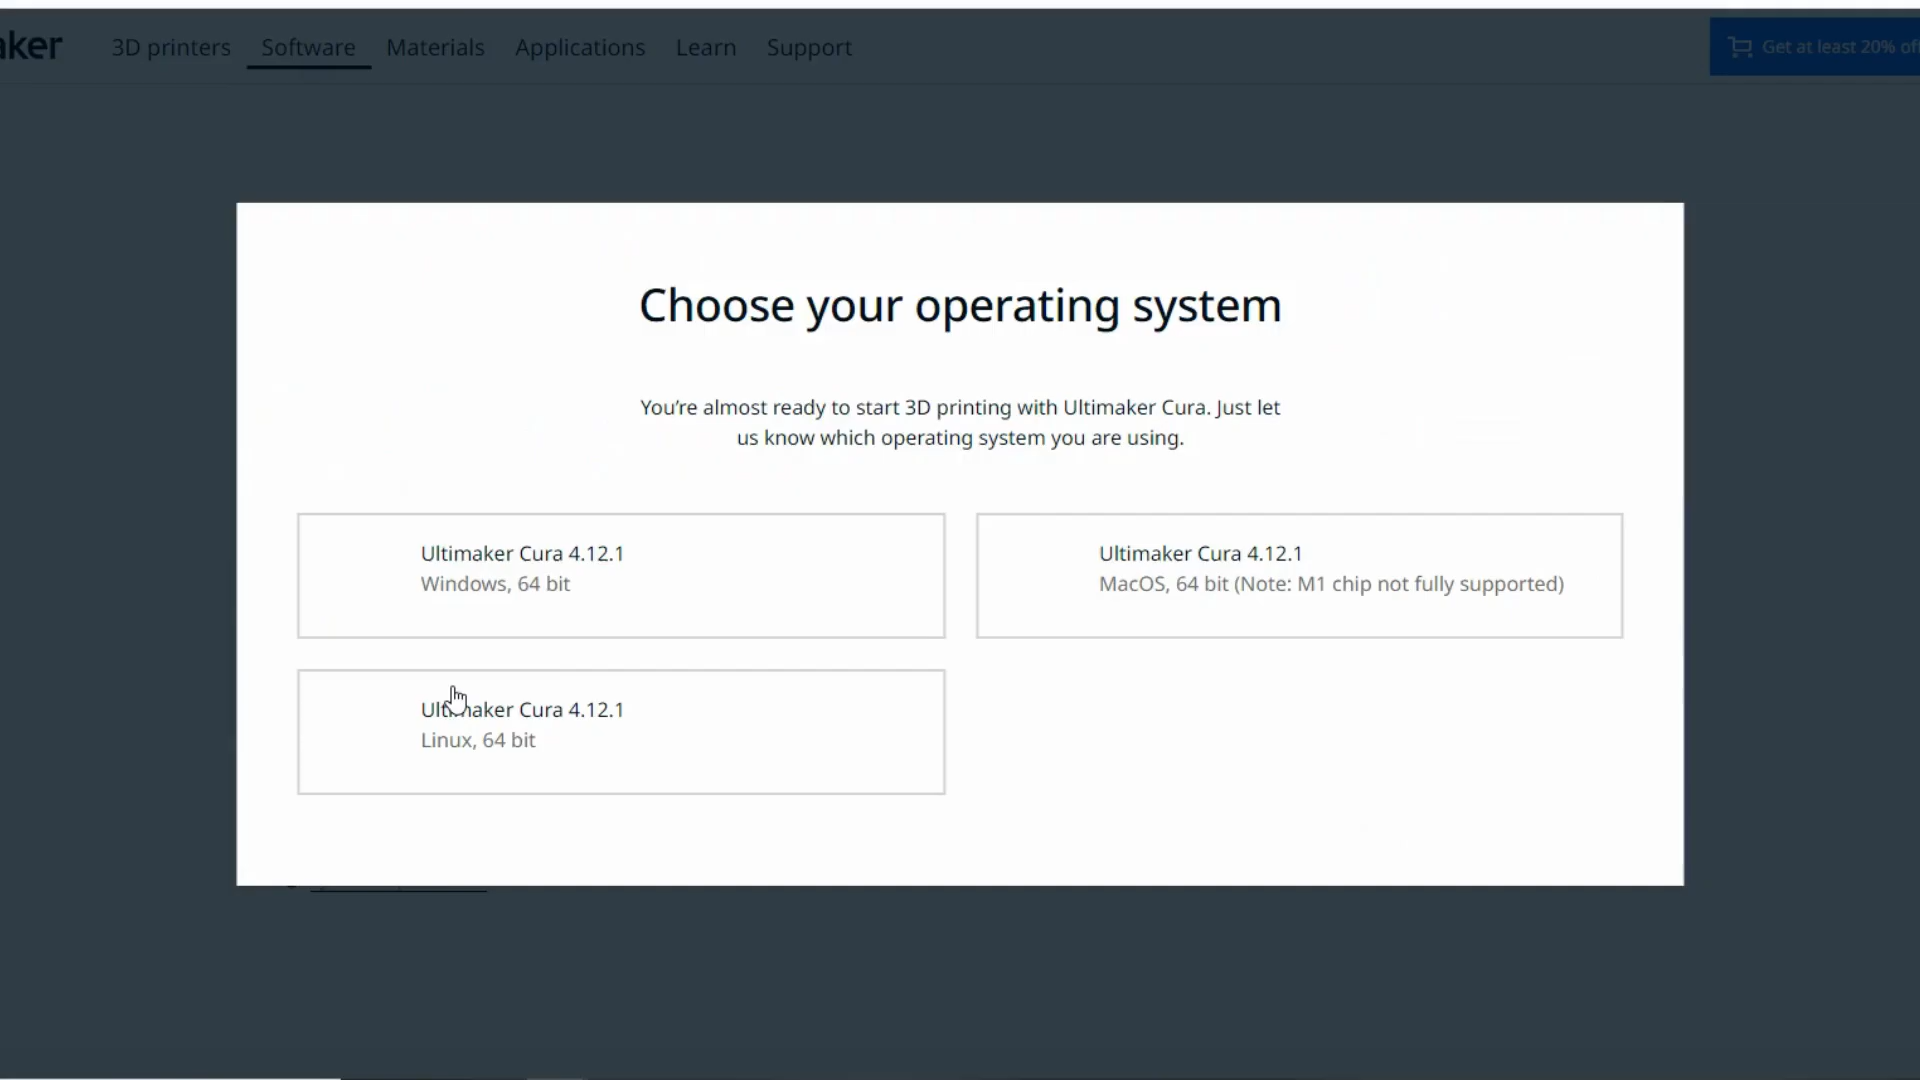 aker
3D printers Software Materials Applications Learn Support
Get at least 20% off
Choose your operating system
You're almost ready to start 3D printing with Ultimaker Cura. Just let
us know which operating system you are using.
Ultimaker Cura 4.12.1
Windows, 64 bit
Ultimaker Cura 4.12.1
MacOS, 64 bit (Note: M1 chip not fully supported)
Ultimaker Cura 4.12.1
Linux, 64 bit